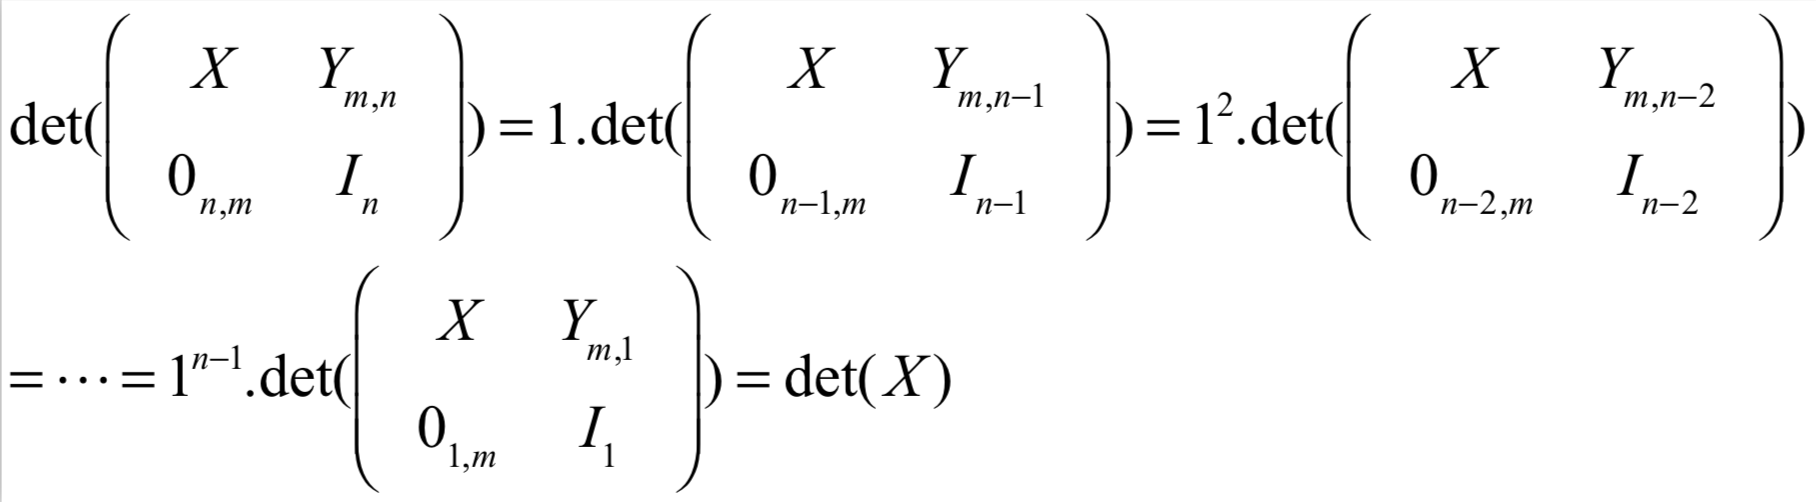 det( ( X Y_{m,n} ; 0_{n,m} I_n ) ) = 1.det( ( X Y_{m,n−1} ; 0_{n−1,m} I_{n−1} ) ) = 1^2.det( ( X Y_{m,n−2} ; 0_{n−2,m} I_{n−2} ) )
= ⋯ = 1^{n−1}.det( ( X Y_{m,1} ; 0_{1,m} I_1 ) ) = det(X)